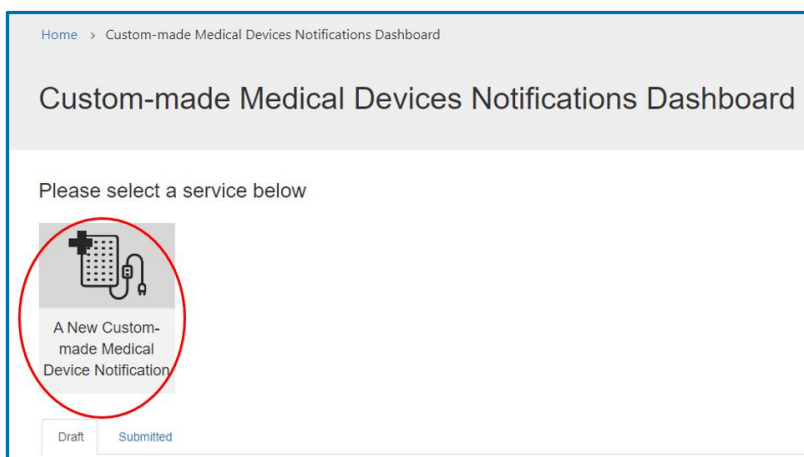 Home > Custom-made Medical Devices Notifications Dashboard
Custom-made Medical Devices Notifications Dashboard
Please select a service below
A New Custom-
made Medical
Device Notification
Draft Submitted